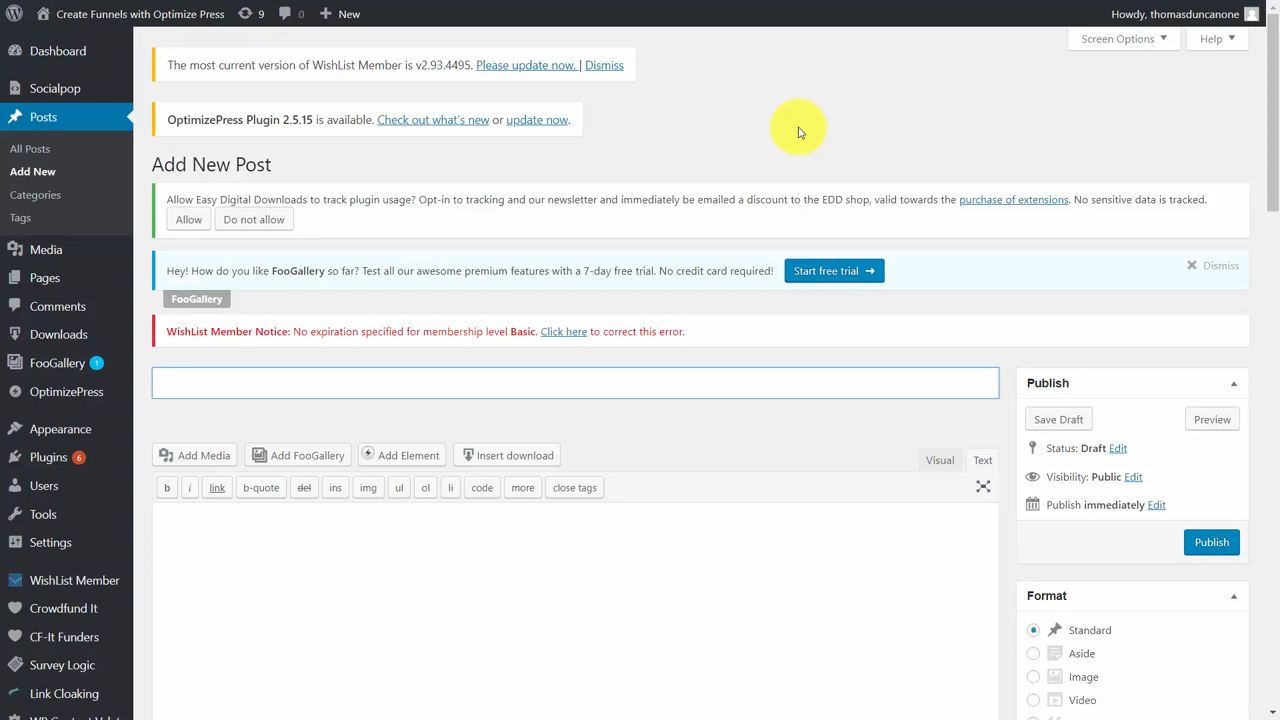 Create Funnels with Optimize Press 9 0 New
Howdy, thomasduncanone
Screen Options Help
Dashboard
Socialpop
Posts
All Posts
Add New
Categories
Tags
Media
Pages
Comments
Downloads
FooGallery 1
OptimizePress
Appearance
Plugins 6
Users
Tools
Settings
WishList Member
Crowdfund It
CF-It Funders
Survey Logic
Link Cloaking
The most current version of WishList Member is v2.93.4495. Please update now. | Dismiss
OptimizePress Plugin 2.5.15 is available. Check out what's new or update now.
Add New Post
Allow Easy Digital Downloads to track plugin usage? Opt-in to tracking and our newsletter and immediately be emailed a discount to the EDD shop, valid towards the purchase of extensions. No sensitive data is tracked.
Allow Do not allow
Hey! How do you like FooGallery so far? Test all our awesome premium features with a 7-day free trial. No credit card required! Start free trial → Dismiss
FooGallery
WishList Member Notice: No expiration specified for membership level Basic. Click here to correct this error.
Add Media Add FooGallery Add Element Insert download
Visual Text
b i link b-quote del ins img ul ol li code more close tags
Publish
Save Draft Preview
Status: Draft Edit
Visibility: Public Edit
Publish immediately Edit
Publish
Format
Standard
Aside
Image
Video